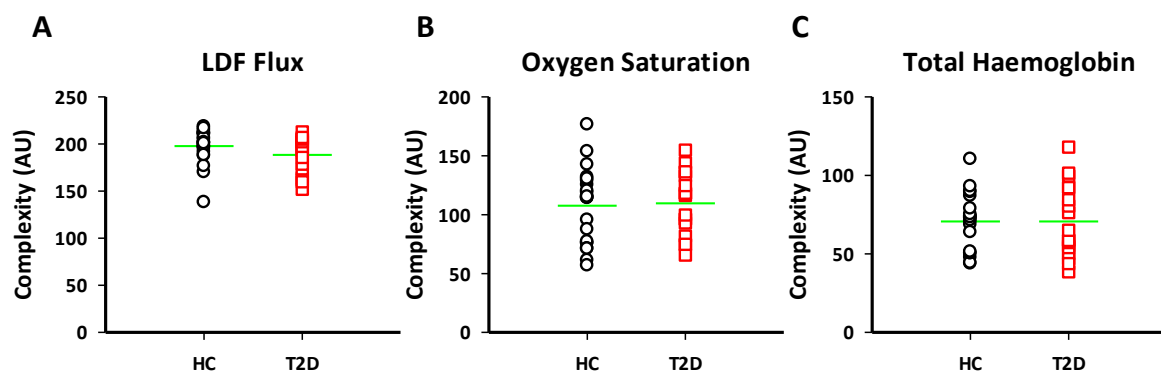 A
LDF Flux
Complexity (AU)
250
200
150
100
50
0
HC T2D
B
Oxygen Saturation
Complexity (AU)
200
150
100
50
0
HC T2D
C
Total Haemoglobin
Complexity (AU)
150
100
50
0
HC T2D